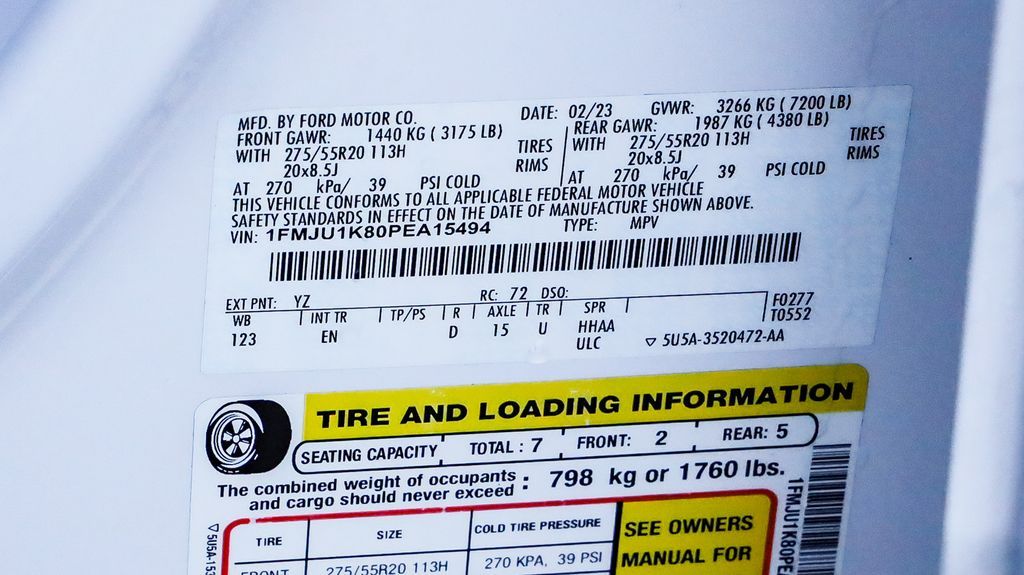 MFD. BY FORD MOTOR CO. DATE: 02/23 GVWR: 3266 KG ( 7200 LB)
FRONT GAWR: 1440 KG ( 3175 LB) REAR GAWR: 1987 KG ( 4380 LB)
WITH 275/55R20 113H TIRES WITH 275/55R20 113H TIRES
20x8.5J RIMS 20x8.5J RIMS
AT 270 kPa/ 39 PSI COLD AT 270 kPa/ 39 PSI COLD
THIS VEHICLE CONFORMS TO ALL APPLICABLE FEDERAL MOTOR VEHICLE
SAFETY STANDARDS IN EFFECT ON THE DATE OF MANUFACTURE SHOWN ABOVE.
VIN: 1FMJU1K80PEA15494 TYPE: MPV
EXT PNT: YZ RC: 72 DSO:
WB INT TR TP/PS R AXLE TR SPR F0277
123 EN D 15 U HHAA T0552
ULC ▽ 5U5A-3520472-AA
TIRE AND LOADING INFORMATION
SEATING CAPACITY TOTAL : 7 FRONT: 2 REAR: 5
The combined weight of occupants
and cargo should never exceed : 798 kg or 1760 lbs.
TIRE SIZE COLD TIRE PRESSURE SEE OWNERS
MANUAL FOR
FRONT 275/55R20 113H 270 KPA, 39 PSI
▽ 5U5A-153
1FMJU1K80PE